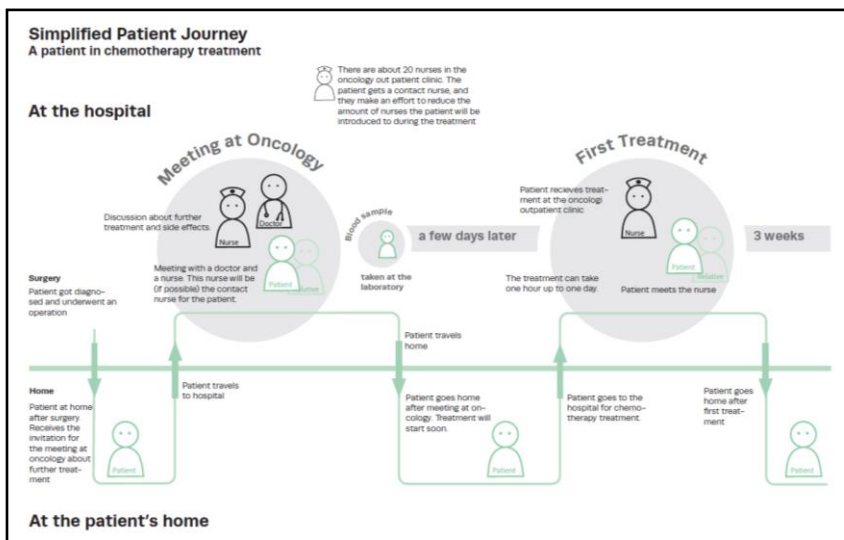 Simplified Patient Journey
A patient in chemotherapy treatment
There are about 20 nurses in the
oncology out patient clinic. The
patient gets a contact nurse, and
they make an effort to reduce the
amount of nurses the patient will be
introduced to during the treatment
At the hospital
Meeting at Oncology
Discussion about further
treatment and side effects.
Nurse
Doctor
Meeting with a doctor and
a nurse. This nurse will be
(if possible) the contact
nurse for the patient.
Patient
Relative
Blood sample
taken at the
laboratory
a few days later
First Treatment
Patient recieves treat-
ment at the oncologi
outpatient clinic
Nurse
The treatment can take
one hour up to one day.
Patient
Relative
Patient meets the nurse
3 weeks
Surgery
Patient got diagno-
sed and underwent an
operation
Patient travels
home
Home
Patient at home
after surgery.
Receives the
invitation for
the meeting at
oncology about
further treat-
ment
Patient
Patient travels
to hospital
Patient goes home
after meeting at on-
cology. Treatment will
start soon.
Patient
Patient goes to the
hospital for chemo-
therapy treatment.
Patient goes
home after
first treat-
ment
Patient
At the patient's home